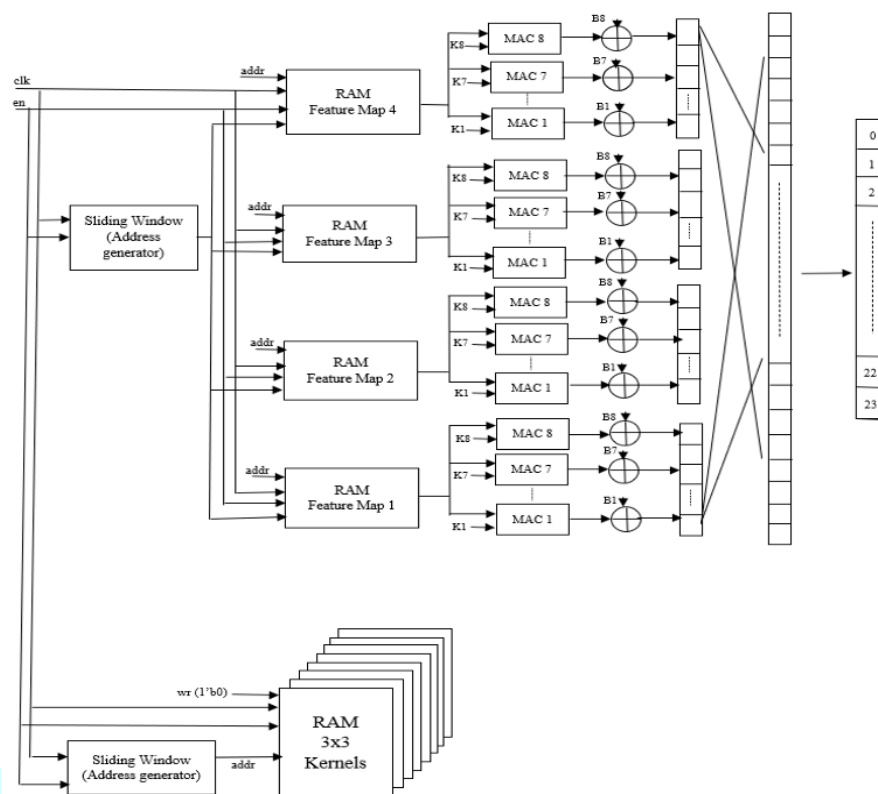 clk
en
addr
RAM
Feature Map 4
K8
K7
K1
MAC 8
MAC 7
MAC 1
B8
B7
B1
Sliding Window
(Address
generator)
addr
RAM
Feature Map 3
K8
K7
K1
MAC 8
MAC 7
MAC 1
B8
B7
B1
addr
RAM
Feature Map 2
K8
K7
K1
MAC 8
MAC 7
MAC 1
B8
B7
B1
addr
RAM
Feature Map 1
K8
K7
K1
MAC 8
MAC 7
MAC 1
B8
B7
B1
0
1
2
22
23
wr (1'b0)
RAM
3x3
Kernels
Sliding Window
(Address generator)
addr